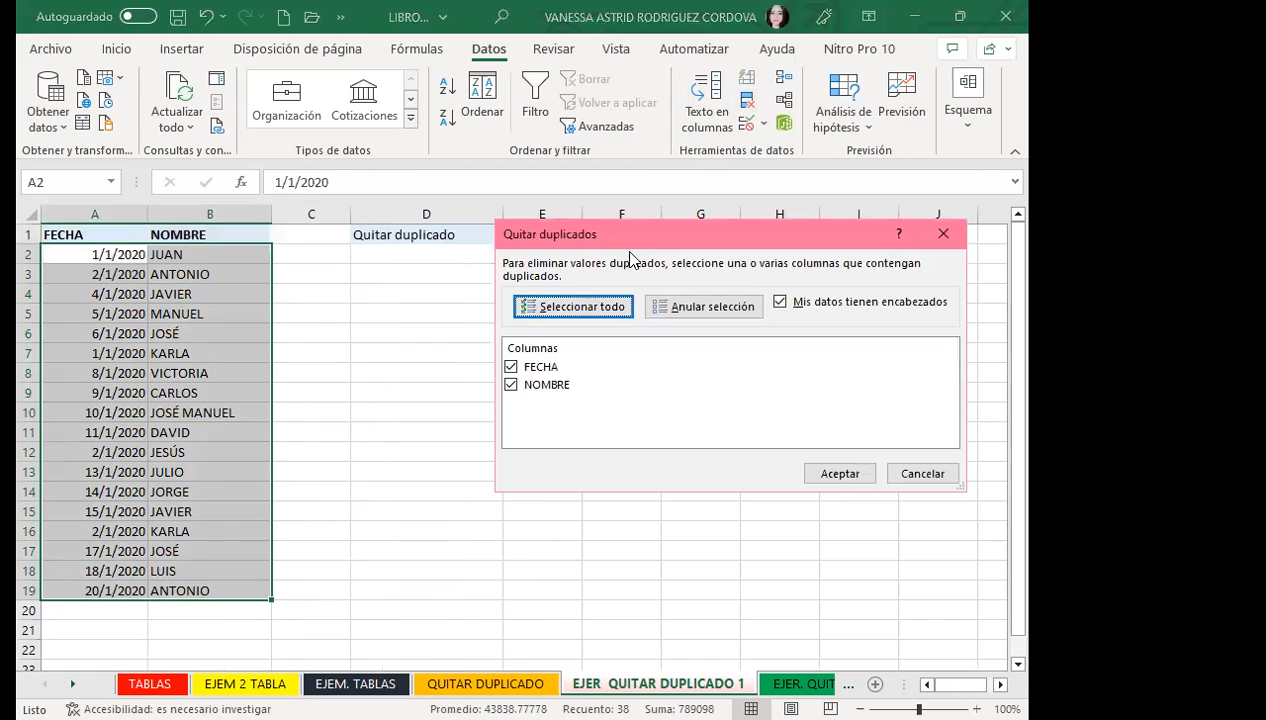 Autoguardado
LIBRO...
VANESSA ASTRID RODRIGUEZ CORDOVA
Archivo Inicio Insertar Disposición de página Fórmulas Datos Revisar Vista Automatizar Ayuda Nitro Pro 10
Obtener datos
Actualizar todo
Organización Cotizaciones
Ordenar
Filtro
Borrar
Volver a aplicar
Avanzadas
Texto en columnas
Análisis de hipótesis
Previsión
Esquema
Obtener y transform... Consultas y con... Tipos de datos Ordenar y filtrar Herramientas de datos Previsión
A2 fx 1/1/2020
A B C D E F G H I J
1 FECHA NOMBRE Quitar duplicado
2 1/1/2020 JUAN
3 2/1/2020 ANTONIO
4 4/1/2020 JAVIER
5 5/1/2020 MANUEL
6 6/1/2020 JOSÉ
7 1/1/2020 KARLA
8 8/1/2020 VICTORIA
9 9/1/2020 CARLOS
10 10/1/2020 JOSÉ MANUEL
11 11/1/2020 DAVID
12 2/1/2020 JESÚS
13 13/1/2020 JULIO
14 14/1/2020 JORGE
15 15/1/2020 JAVIER
16 2/1/2020 KARLA
17 17/1/2020 JOSÉ
18 18/1/2020 LUIS
19 20/1/2020 ANTONIO
20
21
22
23
Quitar duplicados ?
Para eliminar valores duplicados, seleccione una o varias columnas que contengan
duplicados.
Seleccionar todo Anular selección Mis datos tienen encabezados
Columnas
FECHA
NOMBRE
Aceptar Cancelar
TABLAS EJEM 2 TABLA EJEM. TABLAS QUITAR DUPLICADO EJER QUITAR DUPLICADO 1 EJER. QUIT ...
Listo Accesibilidad: es necesario investigar Promedio: 43838.77778 Recuento: 38 Suma: 789098 100%